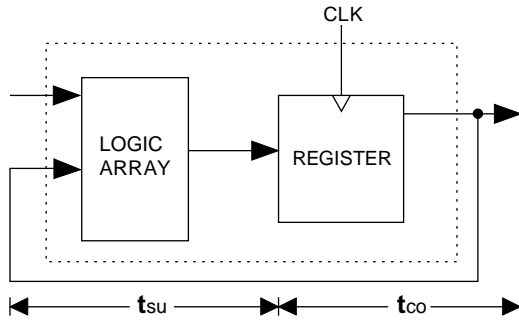 CLK
LOGIC
ARRAY
REGISTER
tsu
tco